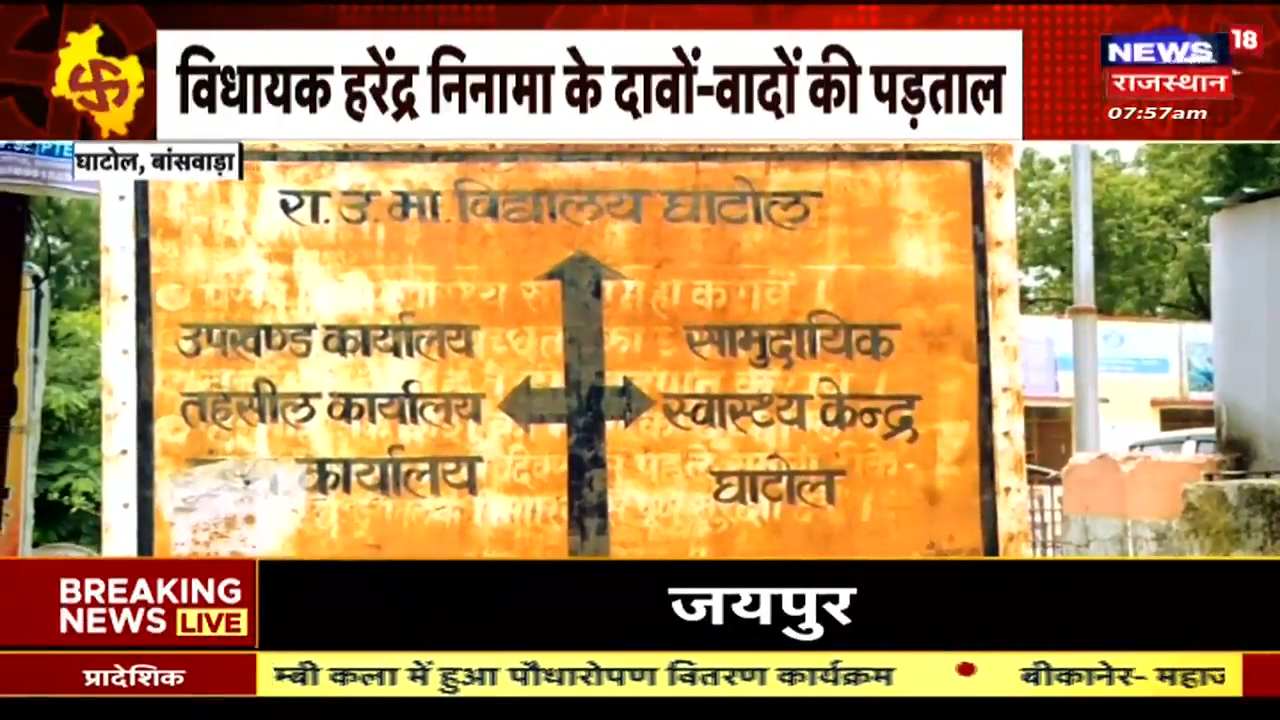 विधायक हरेंद्र निनामा के दावों-वादों की पड़ताल
NEWS 18
राजस्थान
07:57am
घाटोल, बांसवाड़ा
रा. उ. मा. विद्यालय घाटोल
उपखण्ड कार्यालय
तहसील कार्यालय
कार्यालय
सामुदायिक
स्वास्थ्य केन्द्र
घाटोल
BREAKING
NEWS LIVE
जयपुर
प्रादेशिक
म्बी कला में हुआ पौधारोपण वितरण कार्यक्रम • बीकानेर- महाज